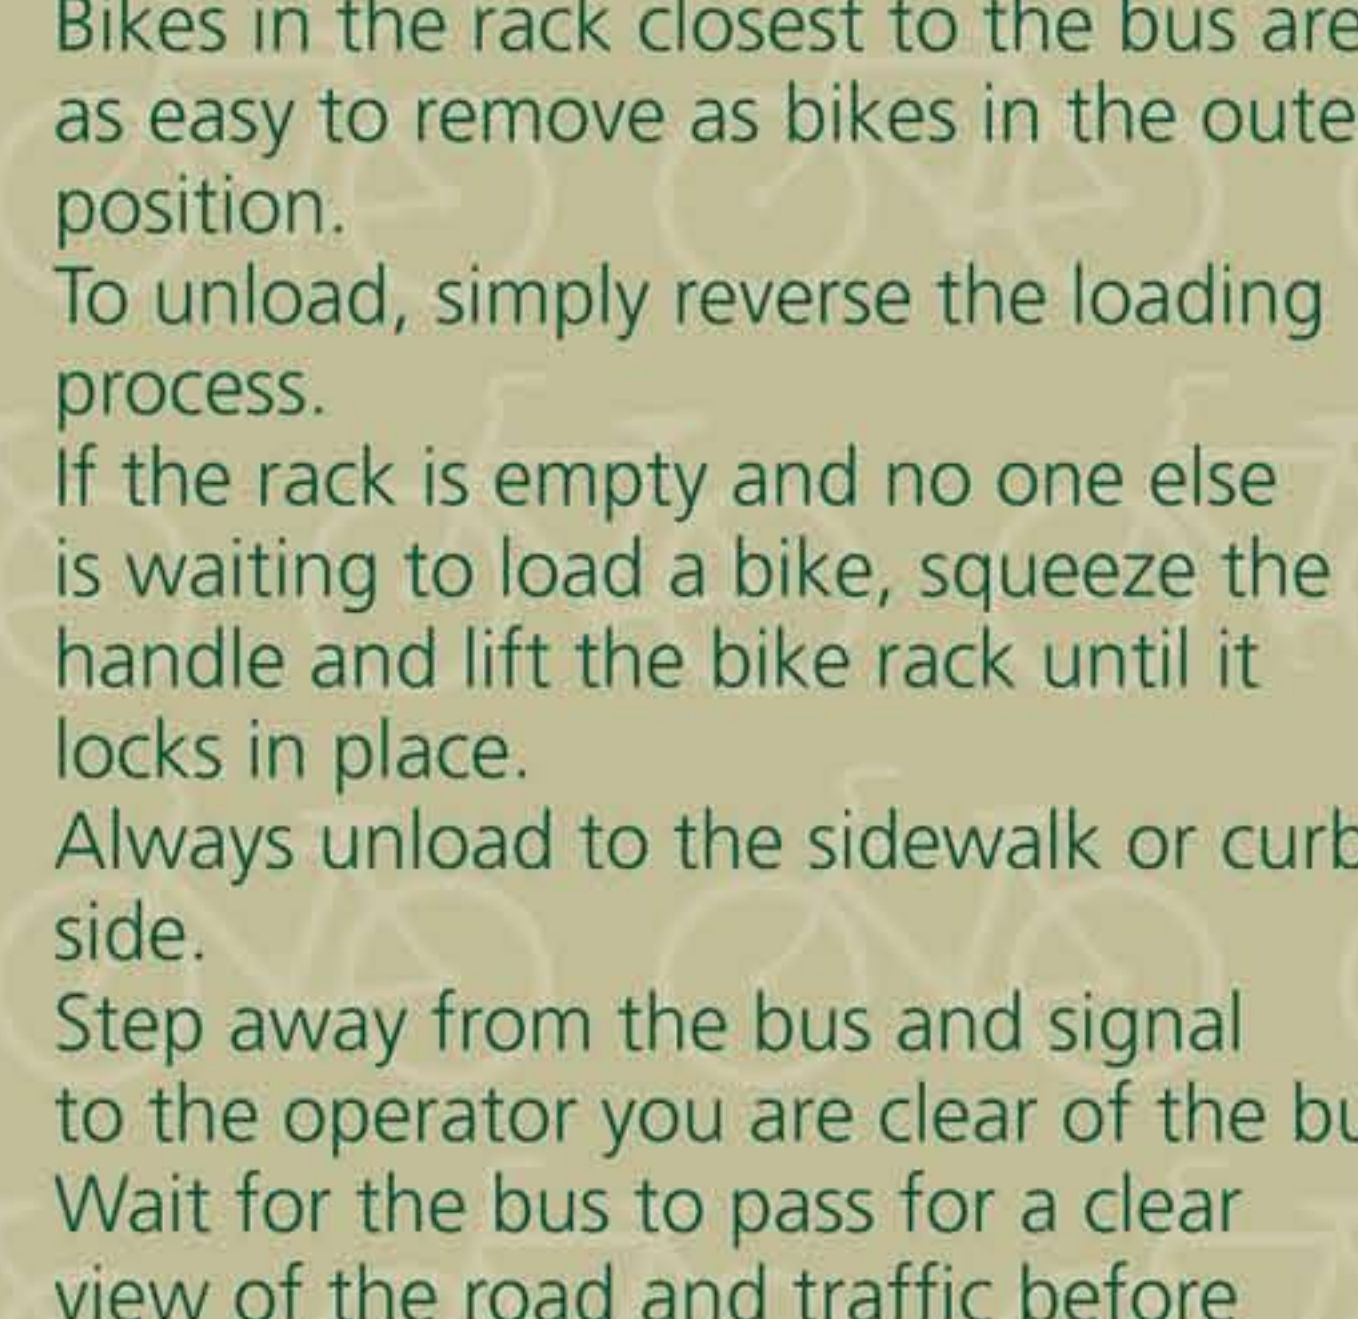 Bikes in the rack closest to the bus are
as easy to remove as bikes in the oute
position.
To unload, simply reverse the loading
process.
If the rack is empty and no one else
is waiting to load a bike, squeeze the
handle and lift the bike rack until it
locks in place.
Always unload to the sidewalk or curb
side.
Step away from the bus and signal
to the operator you are clear of the bu
Wait for the bus to pass for a clear
view of the road and traffic before